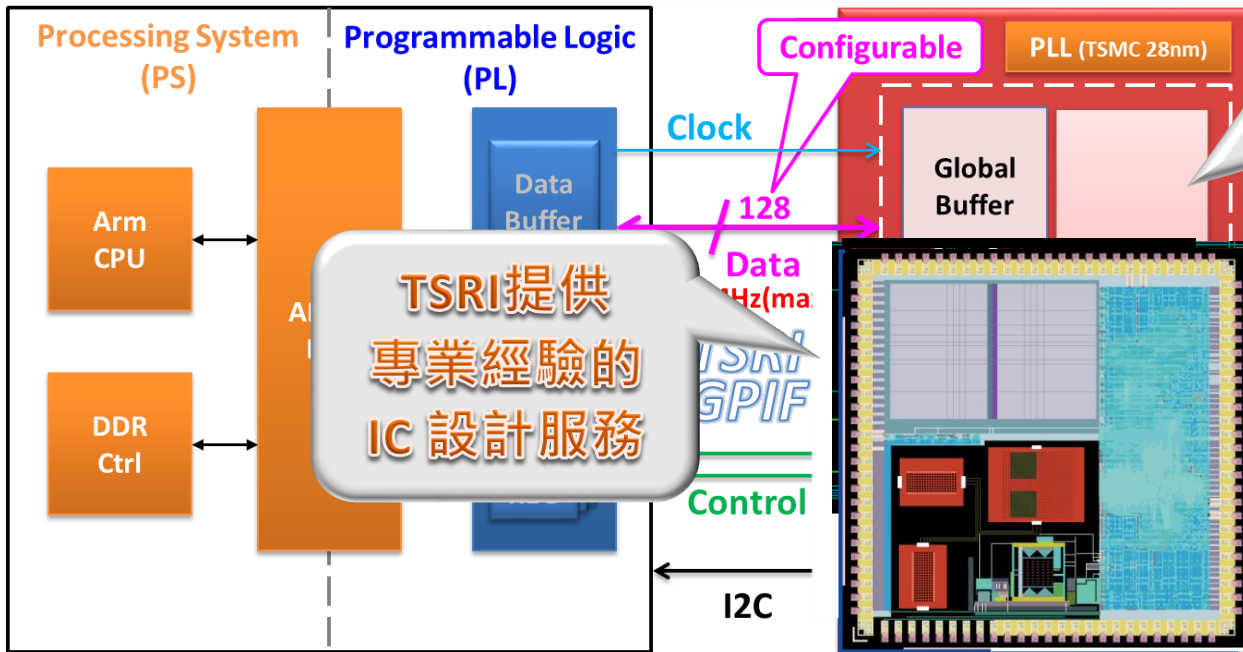 Processing System
(PS)
Programmable Logic
(PL)
Configurable
PLL (TSMC 28nm)
Clock
Data
Buffer
Global
Buffer
Arm
CPU
128
Data
TSRI提供
專業經驗的
IC 設計服務
TSRI
GPIF
DDR
Ctrl
Control
I2C